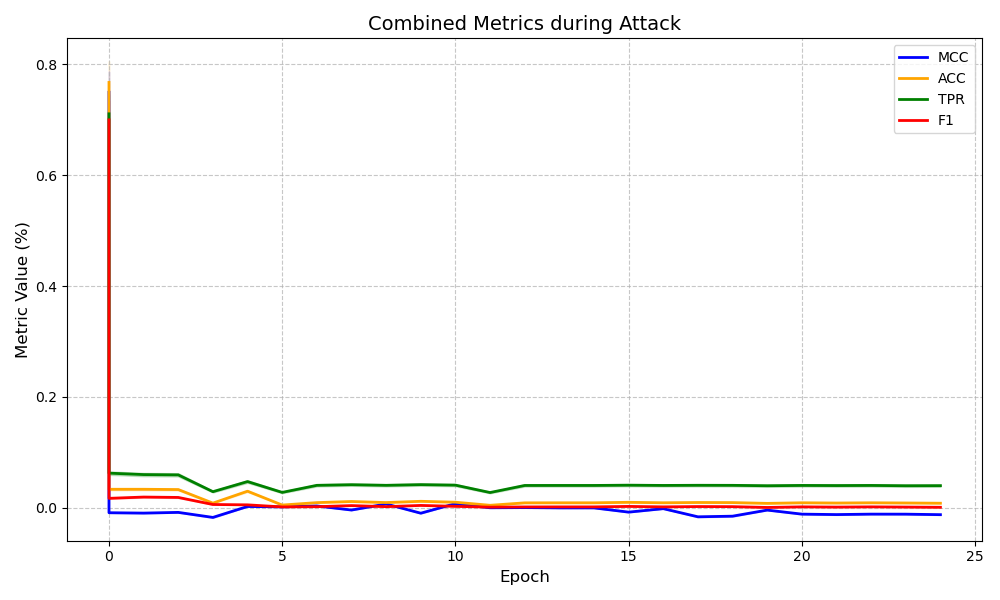 Combined Metrics during Attack
Metric Value (%)
0.8
0.6
0.4
0.2
0.0
MCC
ACC
TPR
F1
0
5
10
15
20
25
Epoch